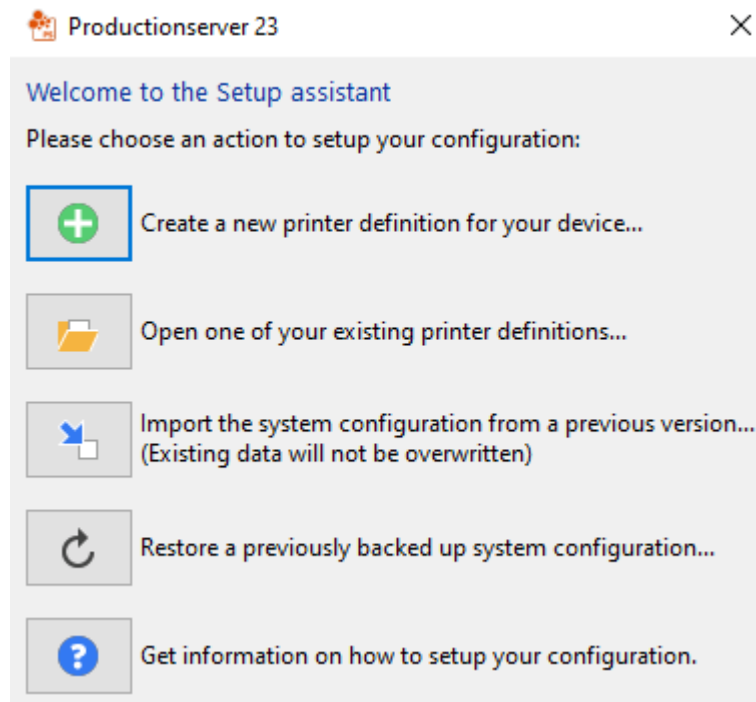 Productionserver 23
Welcome to the Setup assistant
Please choose an action to setup your configuration:
Create a new printer definition for your device...
Open one of your existing printer definitions...
Import the system configuration from a previous version...
(Existing data will not be overwritten)
Restore a previously backed up system configuration...
Get information on how to setup your configuration.